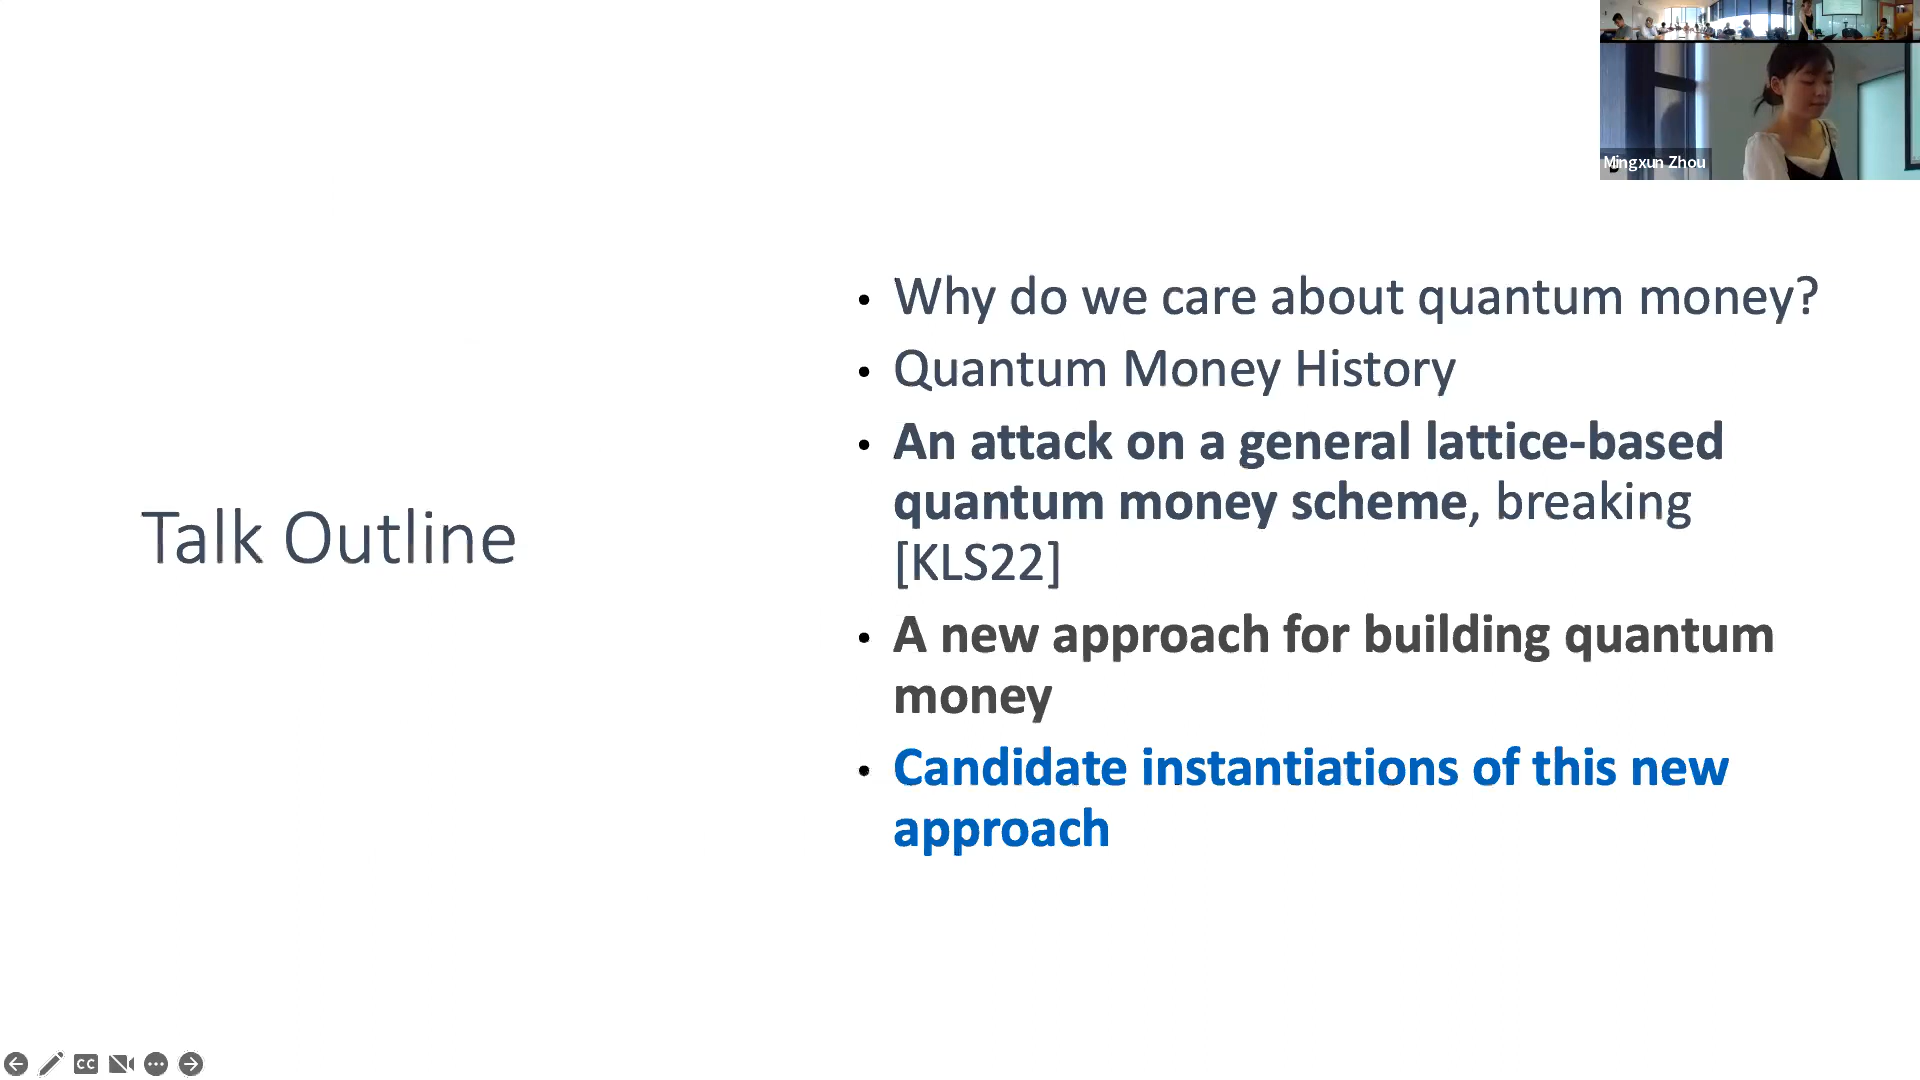 Mingxun Zhou
Talk Outline
• Why do we care about quantum money?
• Quantum Money History
• An attack on a general lattice-based
quantum money scheme, breaking
[KLS22]
• A new approach for building quantum
money
• Candidate instantiations of this new
approach
CC